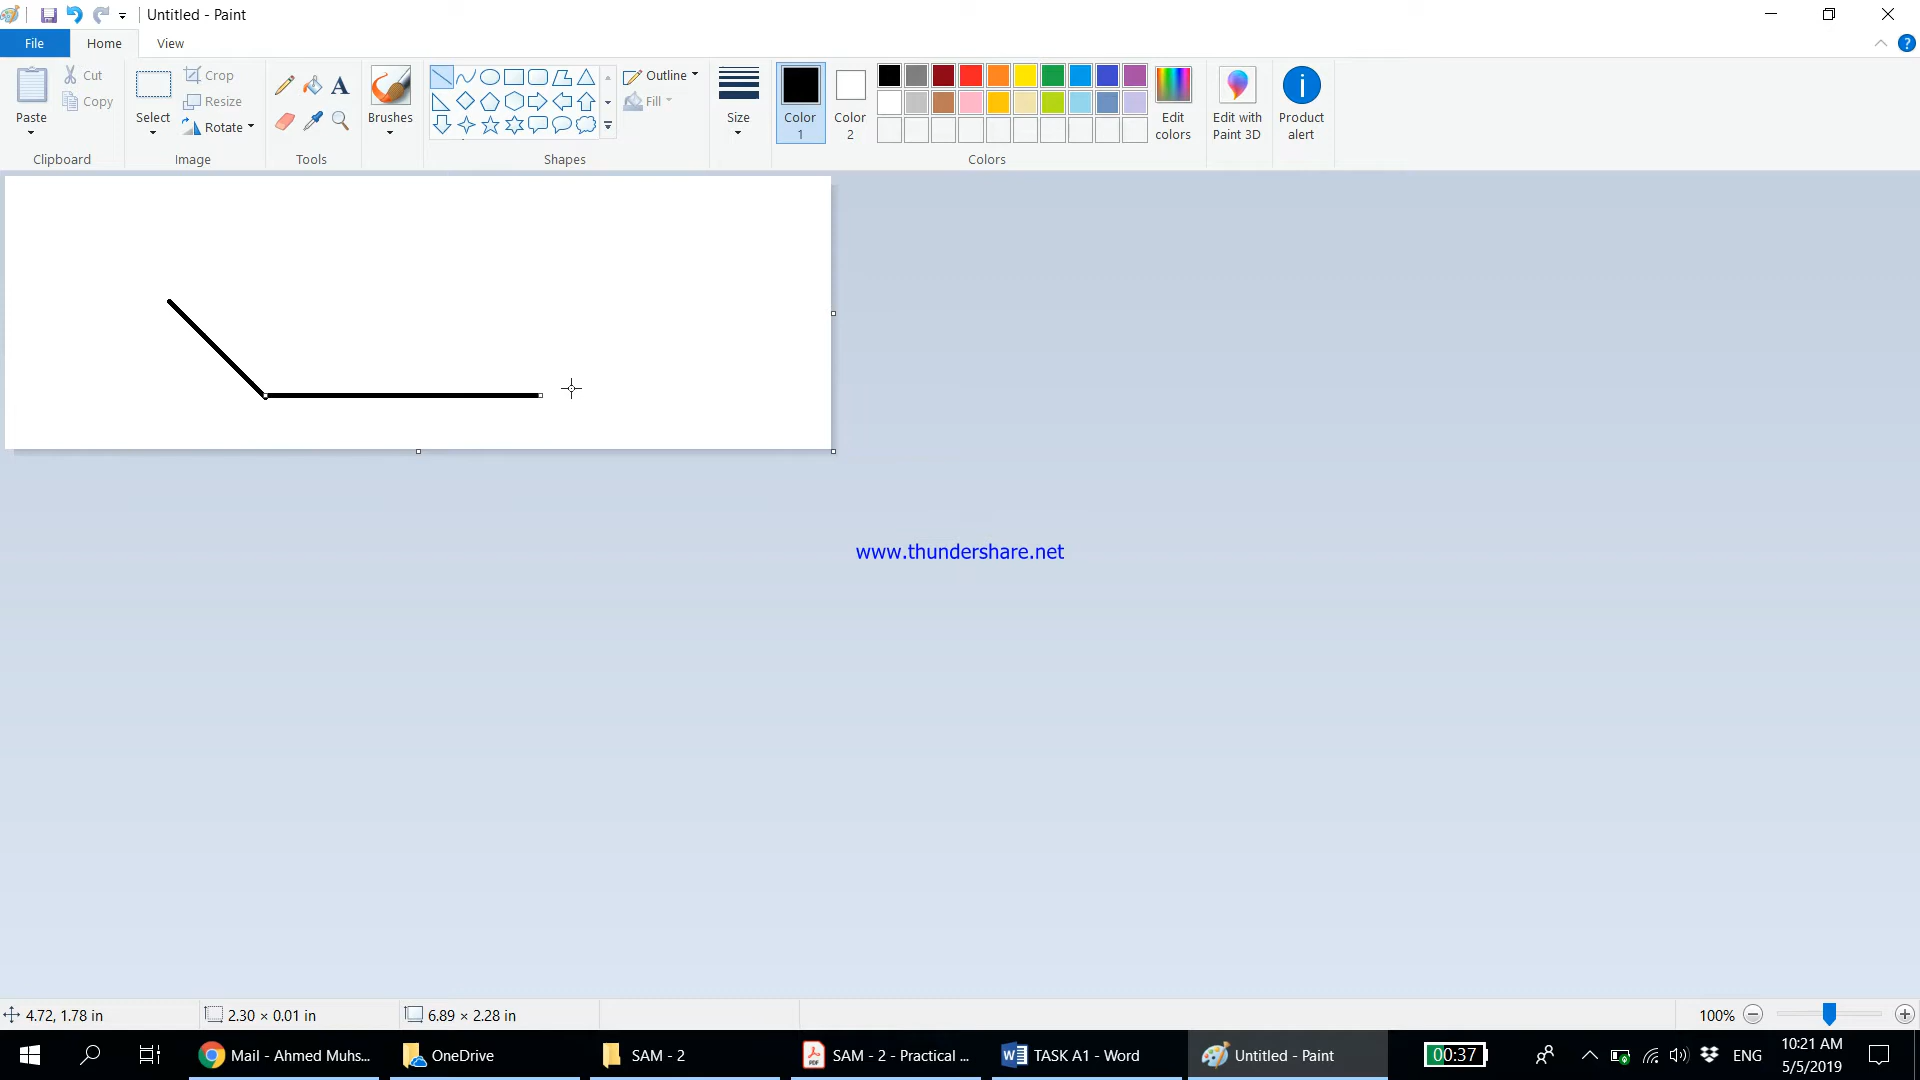 Untitled - Paint
File
Home
View
Paste
Cut
Copy
Clipboard
Select
Crop
Resize
Rotate
Image
A
Tools
Brushes
Shapes
Outline
Fill
Size
Color
1
Color
2
Colors
Edit
colors
Edit with
Paint 3D
Product
alert
www.thundershare.net
4.72, 1.78 in
2.30 × 0.01 in
6.89 × 2.28 in
100%
Mail - Ahmed Muhs...
OneDrive
SAM - 2
SAM - 2 - Practical ...
TASK A1 - Word
Untitled - Paint
00:37
ENG
10:21 AM
5/5/2019